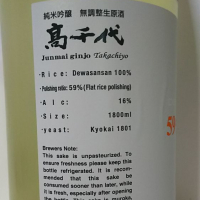 純米吟醸 無調整生原酒
髙千代
Junmai ginjo Takachiyo
・Rice: Dewasansan 100%
・Polishing ratio: 59%(Flat rice polishing)
・Alc : 16%
・Size: 1800ml
・yeast: Kyokai 1801
Brewers Note:
This sake is unpasteurized. To
ensure freshness please keep this
bottle refrigerated. It is recom-
mended that this sake be
consumed sooner than later, while
it is fresh, especially after opening
the bottle. This sake is